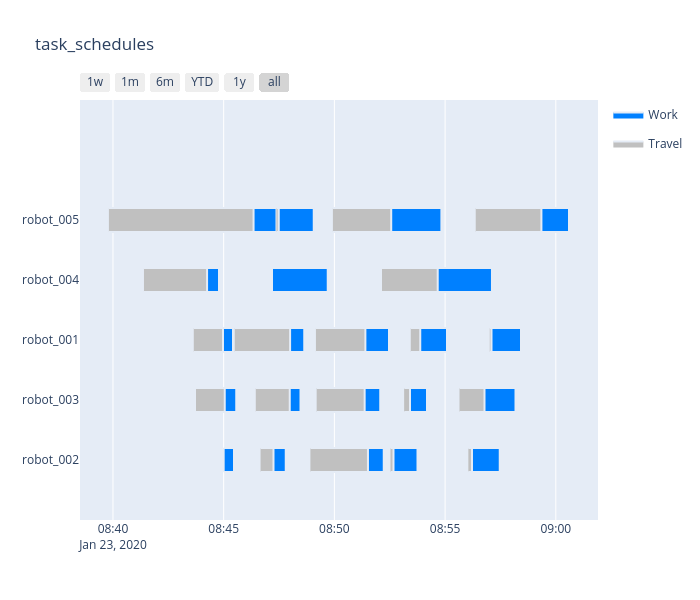 task_schedules
1w 1m 6m YTD 1y all
Work
Travel
robot_005
robot_004
robot_001
robot_003
robot_002
08:40 08:45 08:50 08:55 09:00
Jan 23, 2020